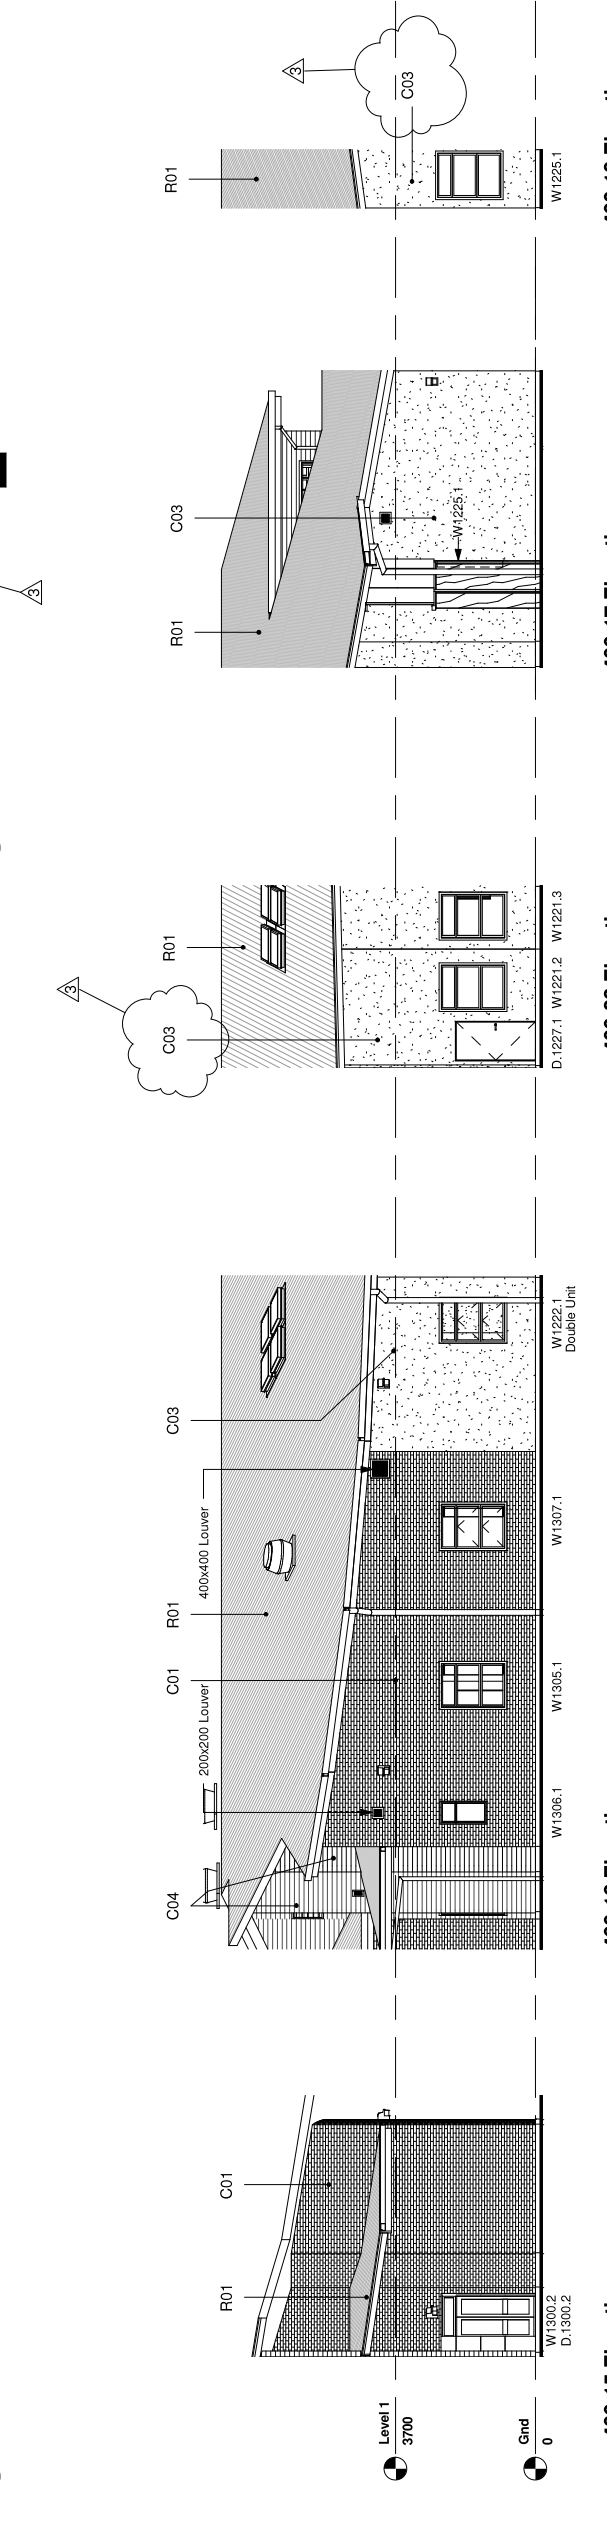 Level 1
3700
Gnd
0
R01
C01
W1300.2
D.1300.2
C04
200x200 Louver
C01
R01
400x400 Louver
C03
W1306.1
W1305.1
W1307.1
W1222.1
Double Unit
C03
3
R01
D.1227.1
W1221.2
W1221.3
R01
C03
W1225.1
3
R01
C03
3
W1225.1